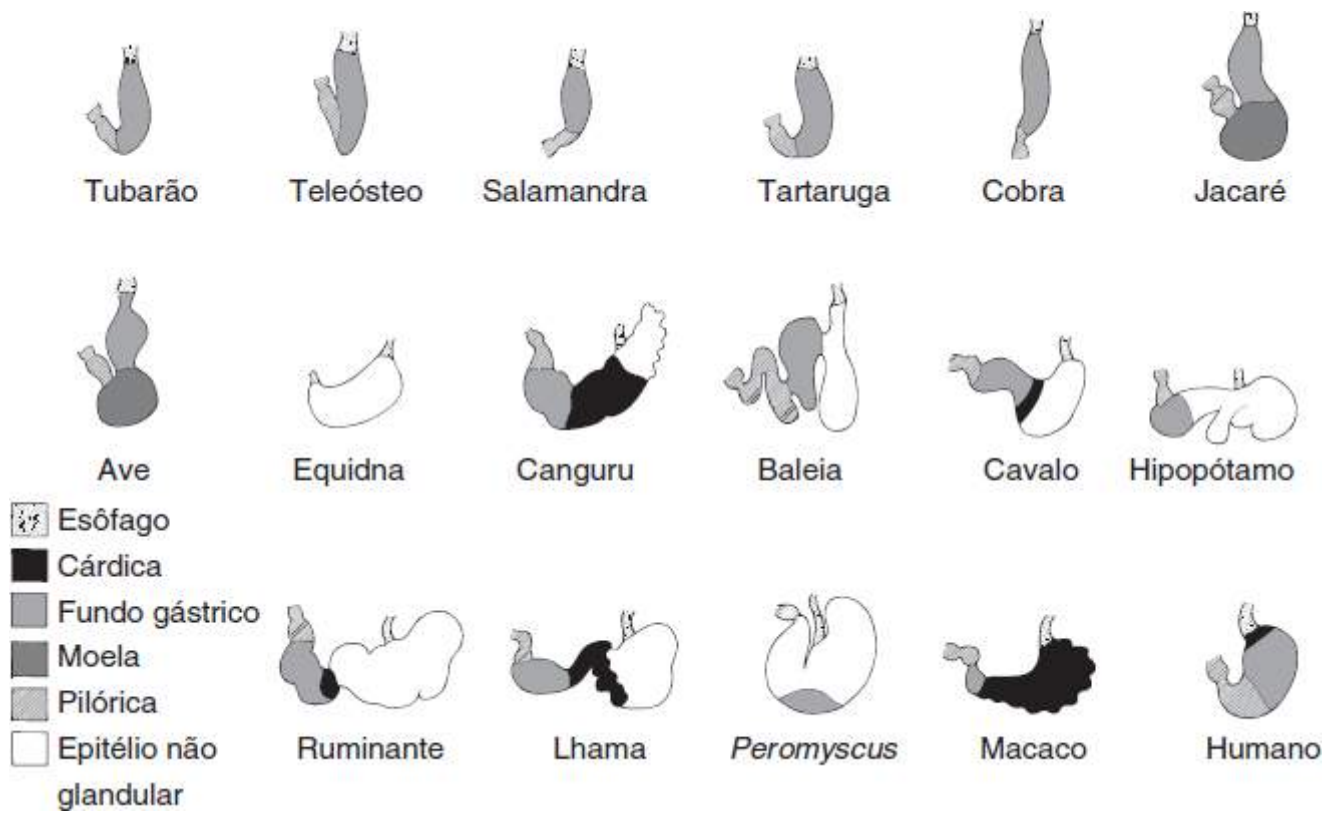 Tubarão Teleósteo Salamandra Tartaruga Cobra Jacaré
Ave Equidna Canguru Baleia Cavalo Hipopótamo
Esôfago
Cárdica
Fundo gástrico
Moela
Pilórica
Epitélio não
glandular
Ruminante Lhama Peromyscus Macaco Humano